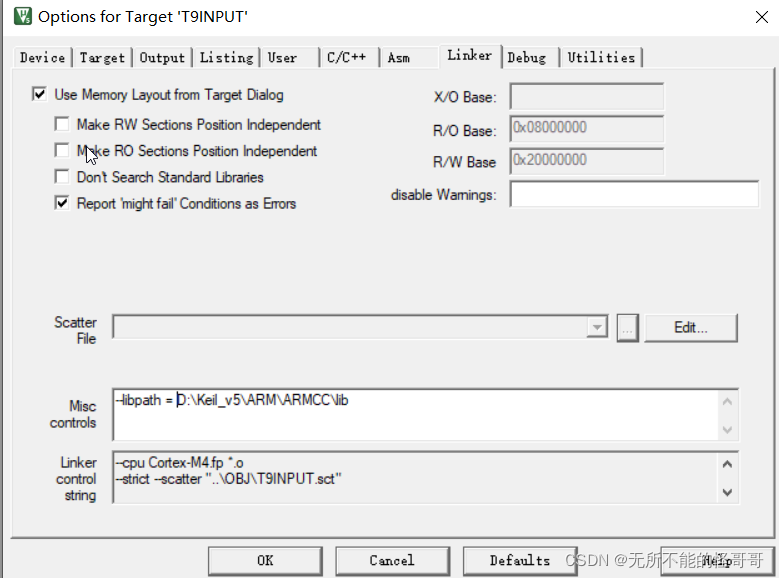 Options for Target 'T9INPUT'
Device Target Output Listing User C/C++ Asm Linker Debug Utilities
Use Memory Layout from Target Dialog
Make RW Sections Position Independent
Make RO Sections Position Independent
Don't Search Standard Libraries
Report 'might fail' Conditions as Errors
X/O Base:
R/O Base: 0x08000000
R/W Base 0x20000000
disable Warnings:
Scatter
File
... Edit...
Misc
controls
--libpath = D:\Keil_v5\ARM\ARMCC\lib
Linker
control
string
--cpu Cortex-M4.fp *.o
--strict --scatter "..\OBJ\T9INPUT.sct"
OK Cancel Defaults Help
CSDN @无所不能的怪哥哥